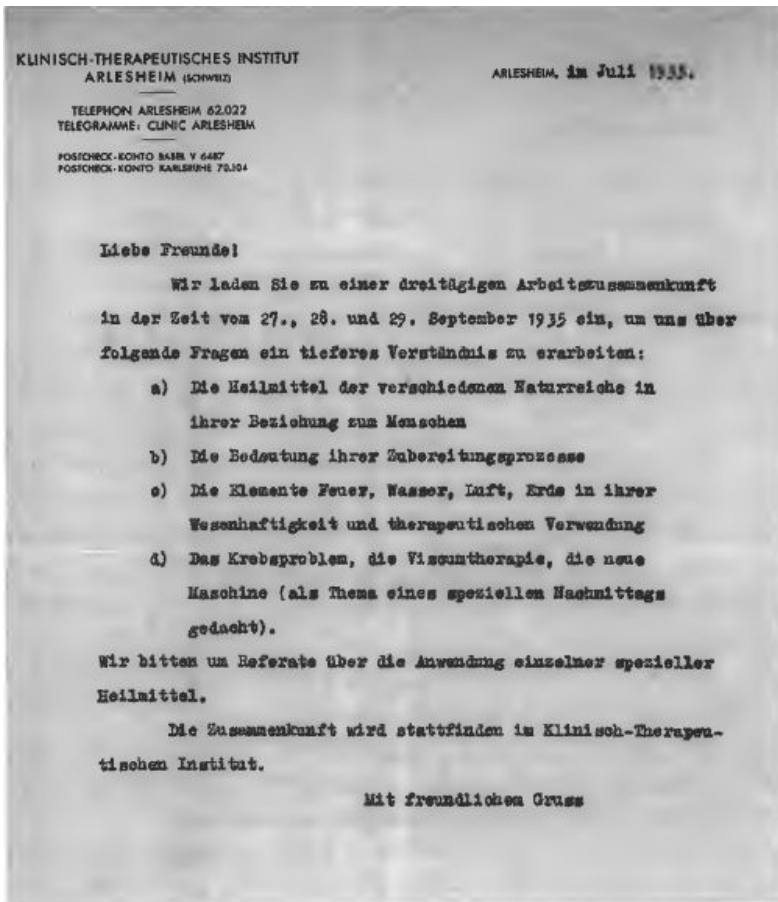 KLINISCH-THERAPEUTISCHES INSTITUT
ARLESHEIM (SCHWEIZ)
TELEPHON ARLESHEIM 62.022
TELEGRAMME: CLINIC ARLESHEIM
POSTCHECK-KONTO BASEL V 6487
POSTCHECK-KONTO KARLSRUHE 70.104
ARLESHEIM, im Juli 1935.
Liebe Freunde!
Wir laden Sie zu einer dreitägigen Arbeitszusammenkunft
in der Zeit vom 27., 28. und 29. September 1935 ein, um uns über
folgende Fragen ein tieferes Verständnis zu erarbeiten:
a) Die Heilmittel der verschiedenen Naturreiche in
ihrer Beziehung zum Menschen
b) Die Bedeutung ihrer Zubereitungsprozesse
c) Die Elemente Feuer, Wasser, Luft, Erde in ihrer
Wesenhaftigkeit und therapeutischen Verwendung
d) Das Krebsproblem, die Viscumtherapie, die neue
Maschine (als Thema eines speziellen Nachmittags
gedacht).
Wir bitten um Referate über die Anwendung einzelner spezieller
Heilmittel.
Die Zusammenkunft wird stattfinden im Klinisch-Therapeu-
tischen Institut.
Mit freundlichem Gruss